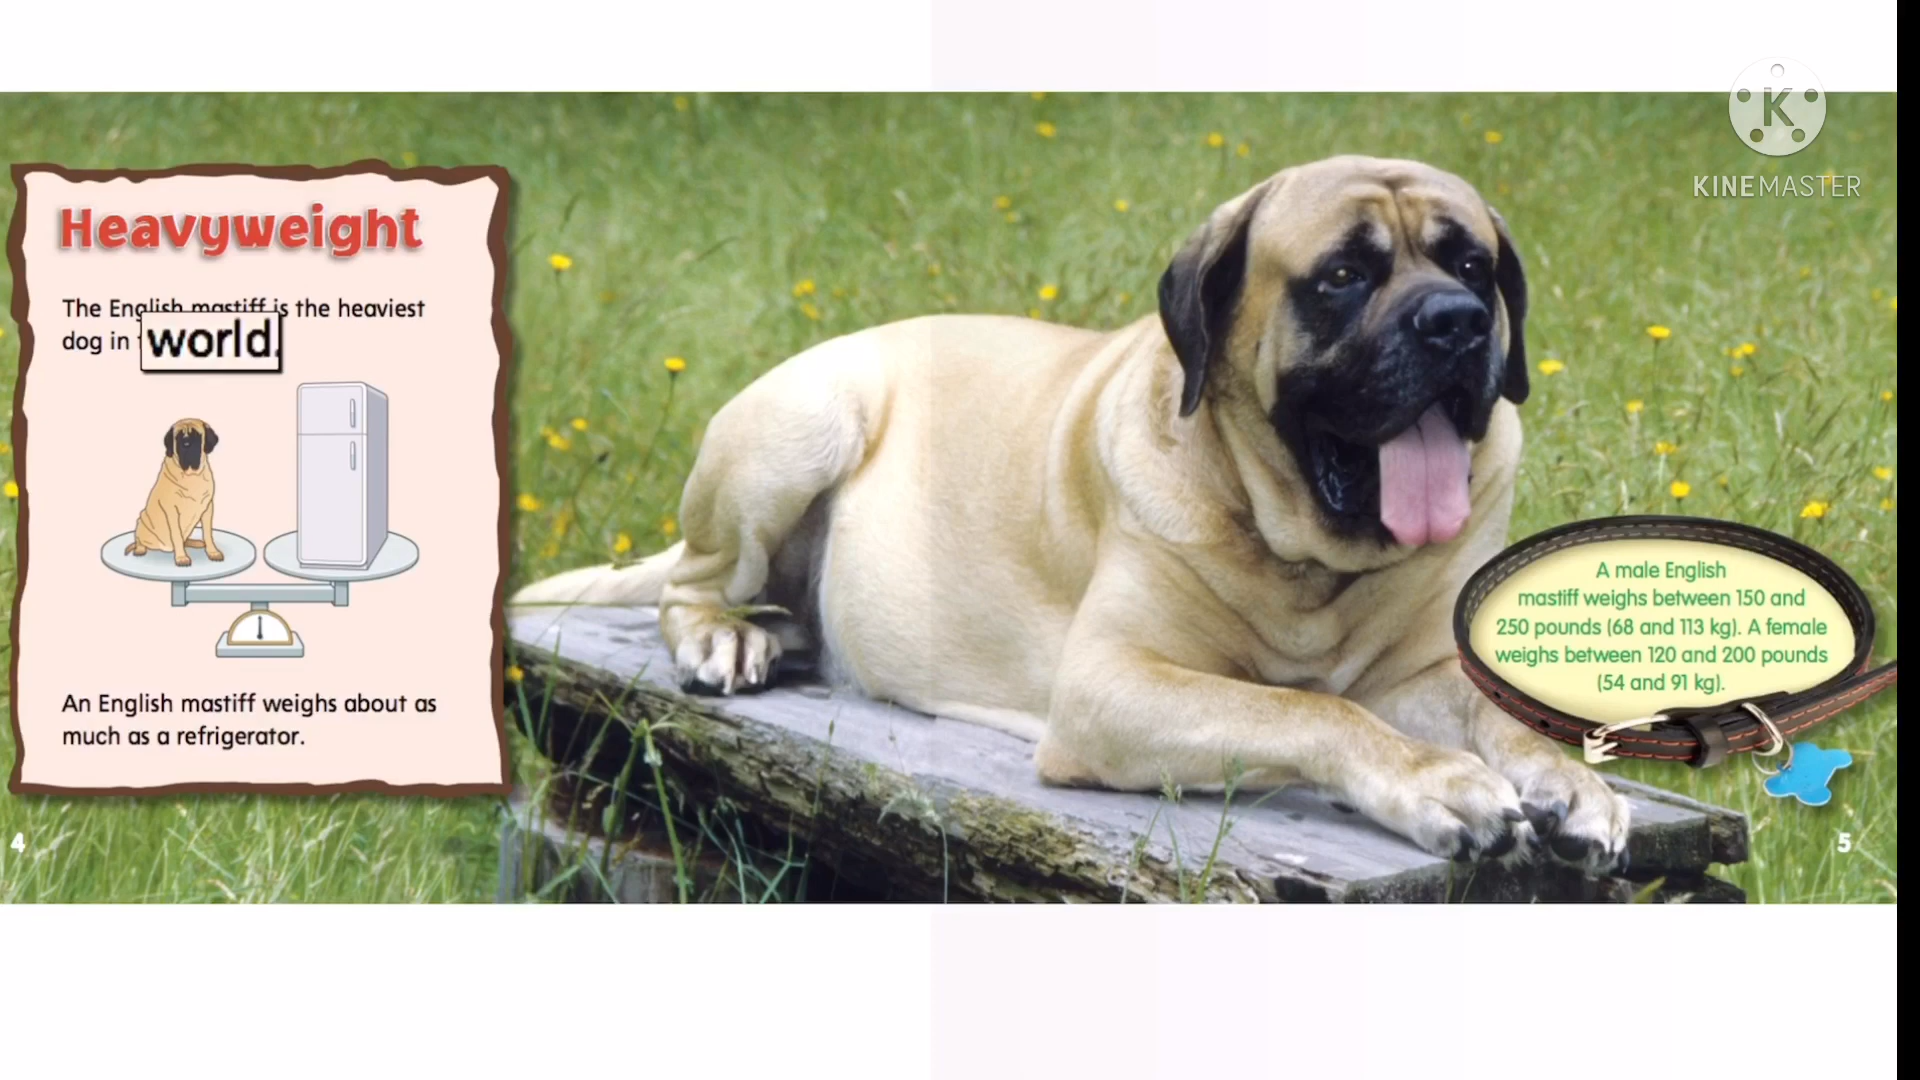 Heavyweight
The English mastiff is the heaviest
dog in world.
An English mastiff weighs about as
much as a refrigerator.
4
KINEMASTER
A male English
mastiff weighs between 150 and
250 pounds (68 and 113 kg). A female
weighs between 120 and 200 pounds
(54 and 91 kg).
5